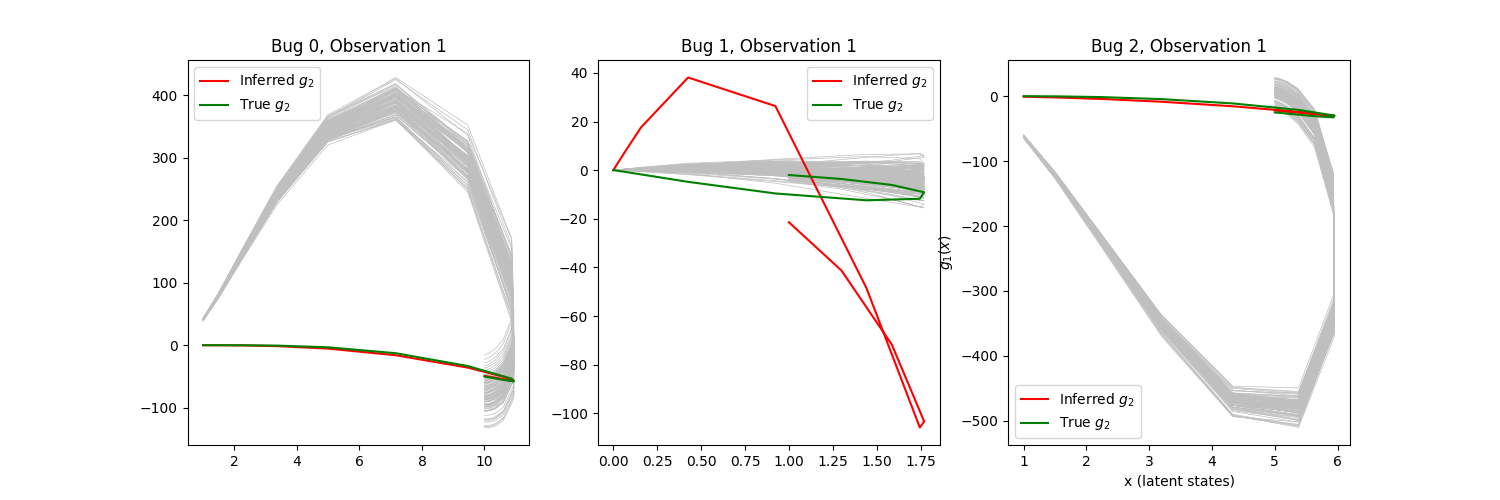 Bug 0, Observation 1
Inferred g₂
True g₂
400
300
200
100
0
−100
2 4 6 8 10
Bug 1, Observation 1
Inferred g₂
True g₂
40
20
0
−20
−40
−60
−80
−100
0.00 0.25 0.50 0.75 1.00 1.25 1.50 1.75
Bug 2, Observation 1
g₁(x)
0
−100
−200
−300
−400
−500
Inferred g₂
True g₂
1 2 3 4 5 6
x (latent states)